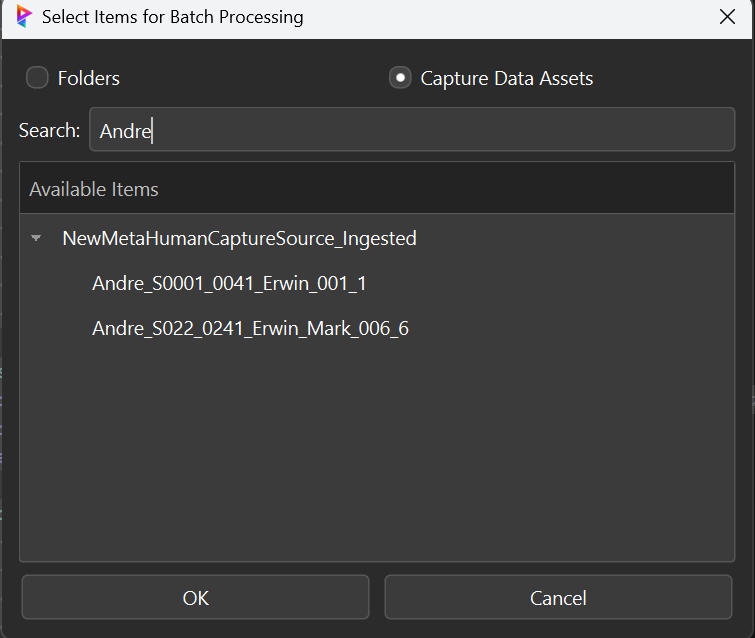 Select Items for Batch Processing
Folders
Capture Data Assets
Search: Andre
Available Items
NewMetaHumanCaptureSource_Ingested
Andre_S0001_0041_Erwin_001_1
Andre_S022_0241_Erwin_Mark_006_6
OK
Cancel